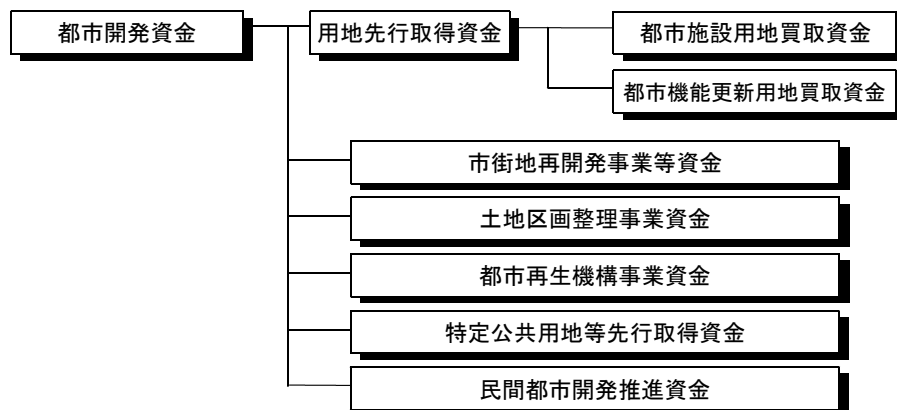 都市開発資金
用地先行取得資金
都市施設用地買取資金
都市機能更新用地買取資金
市街地再開発事業等資金
土地区画整理事業資金
都市再生機構事業資金
特定公共用地等先行取得資金
民間都市開発推進資金